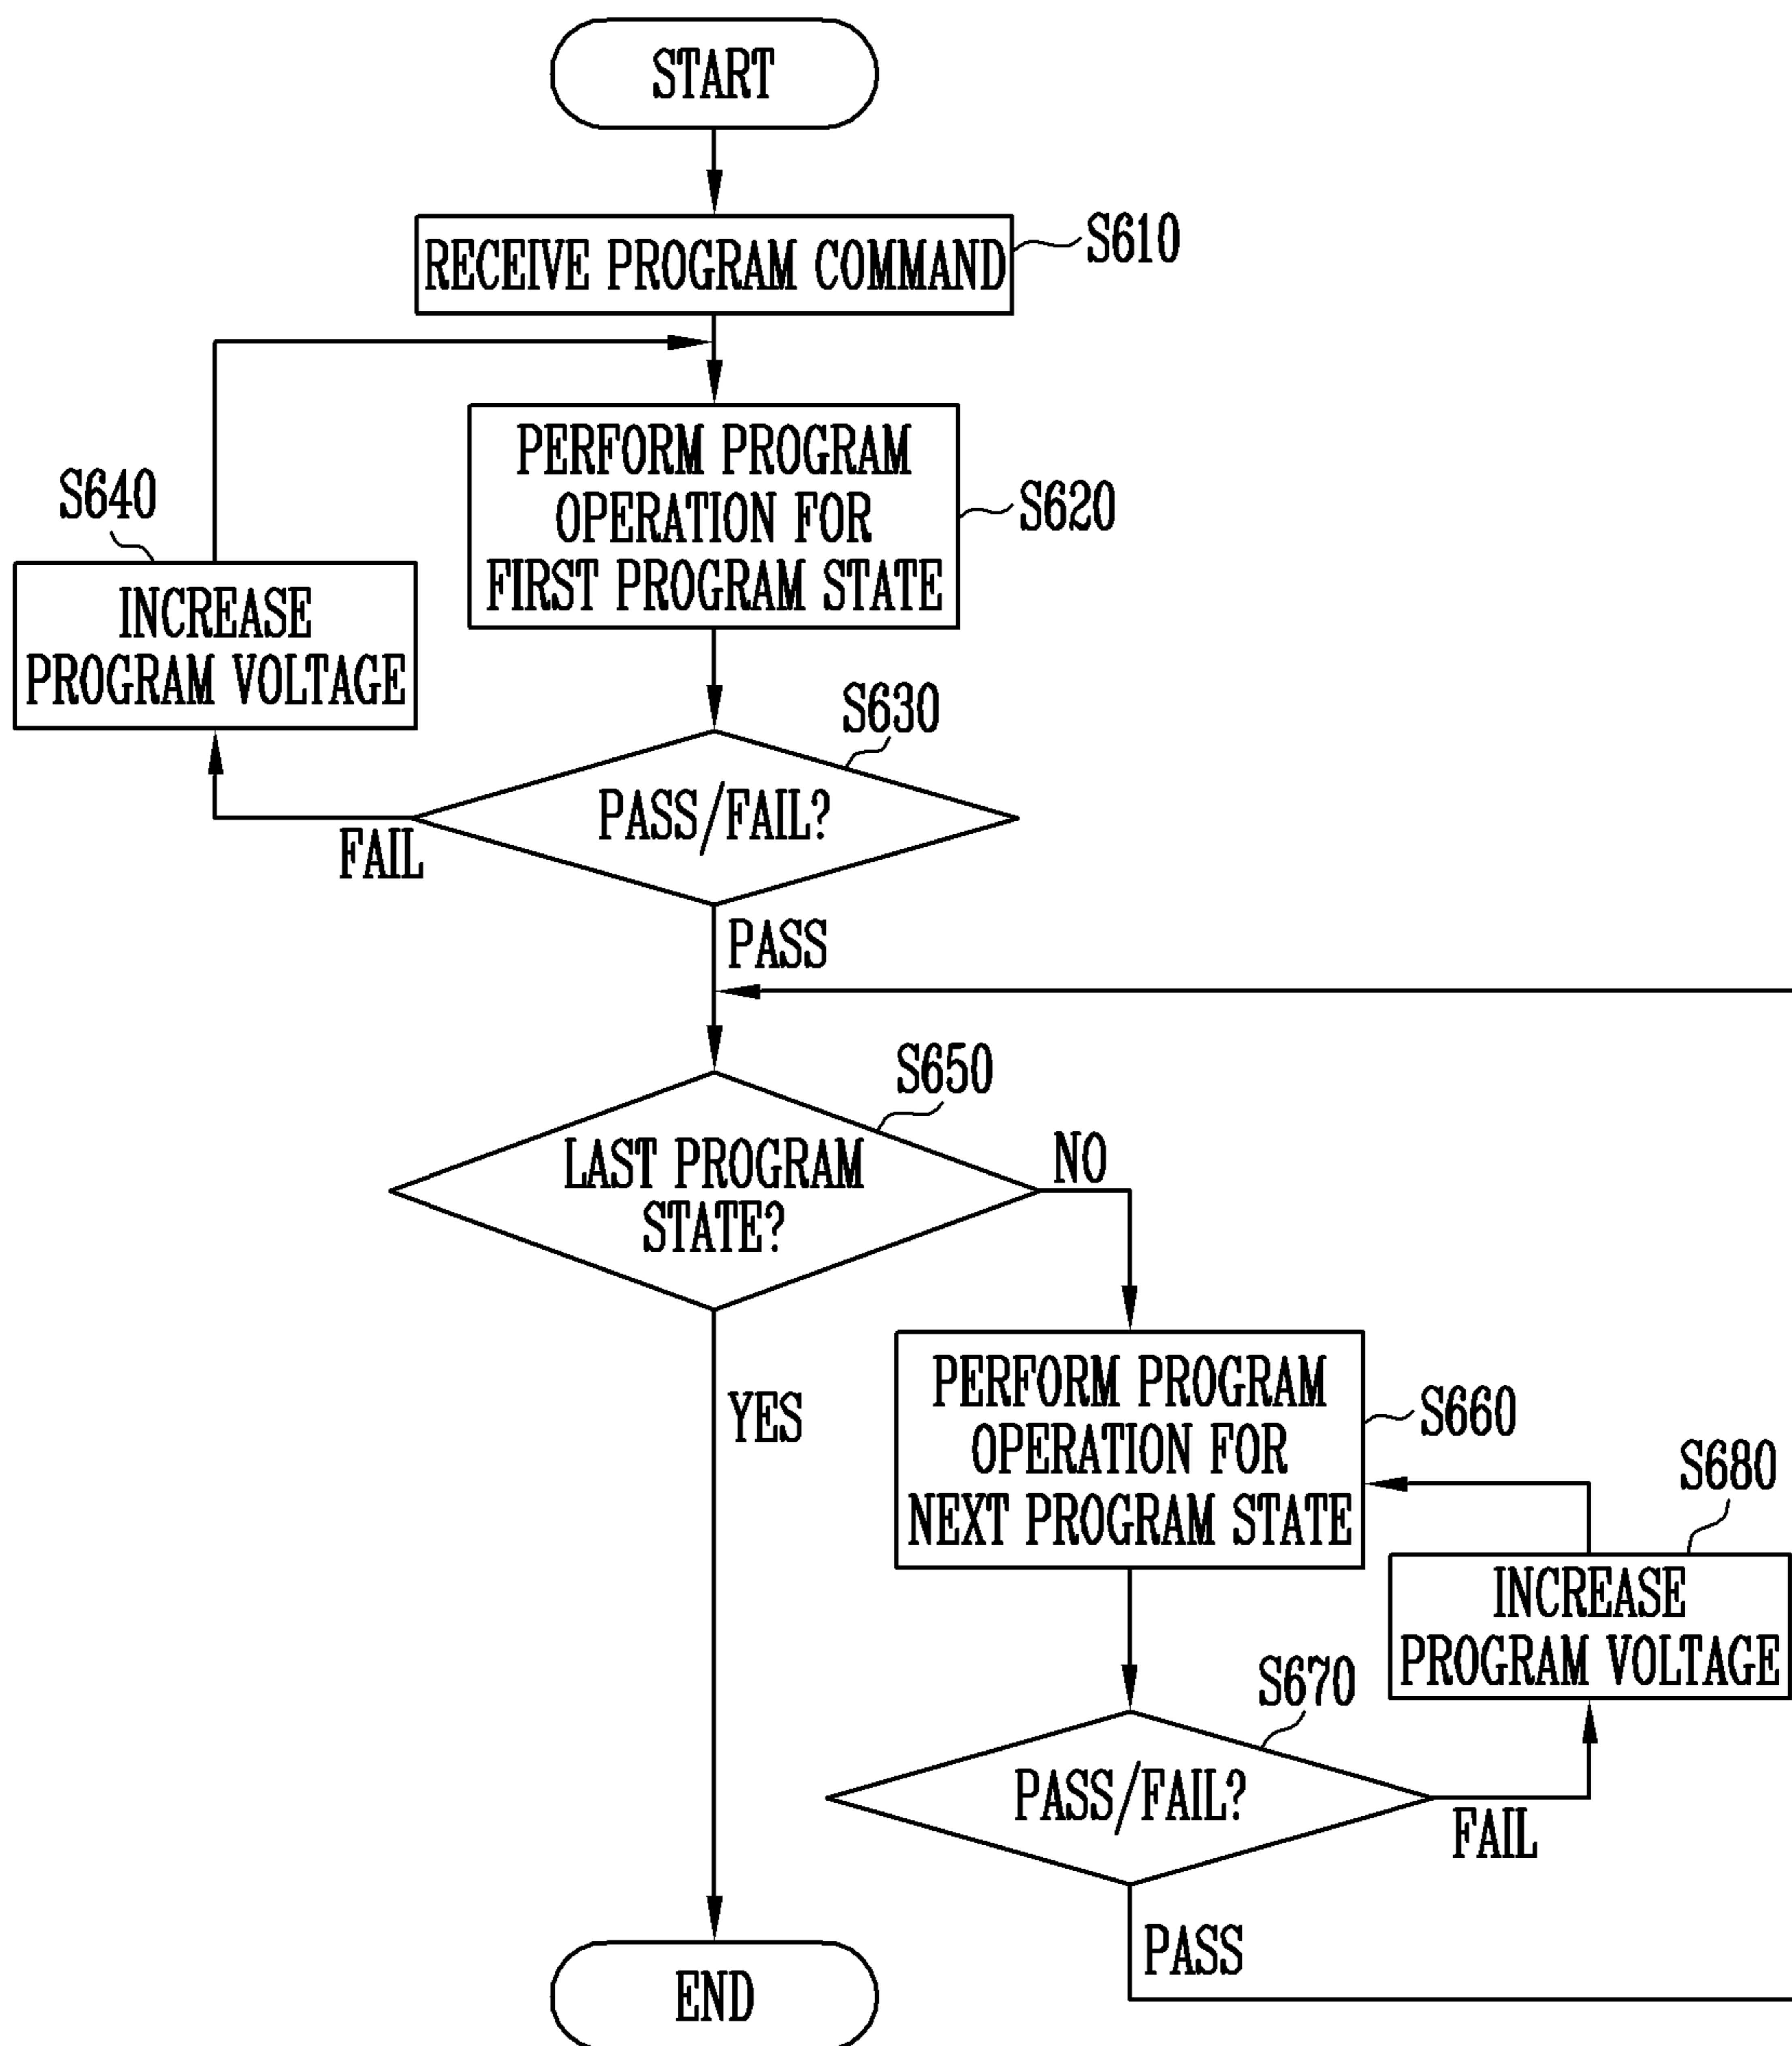 START
RECEIVE PROGRAM COMMAND
S610
PERFORM PROGRAM
OPERATION FOR
FIRST PROGRAM STATE
S620
S640
INCREASE
PROGRAM VOLTAGE
S630
PASS/FAIL?
FAIL
PASS
S650
LAST PROGRAM
STATE?
NO
YES
PERFORM PROGRAM
OPERATION FOR
NEXT PROGRAM STATE
S660
S680
INCREASE
PROGRAM VOLTAGE
S670
PASS/FAIL?
FAIL
PASS
END